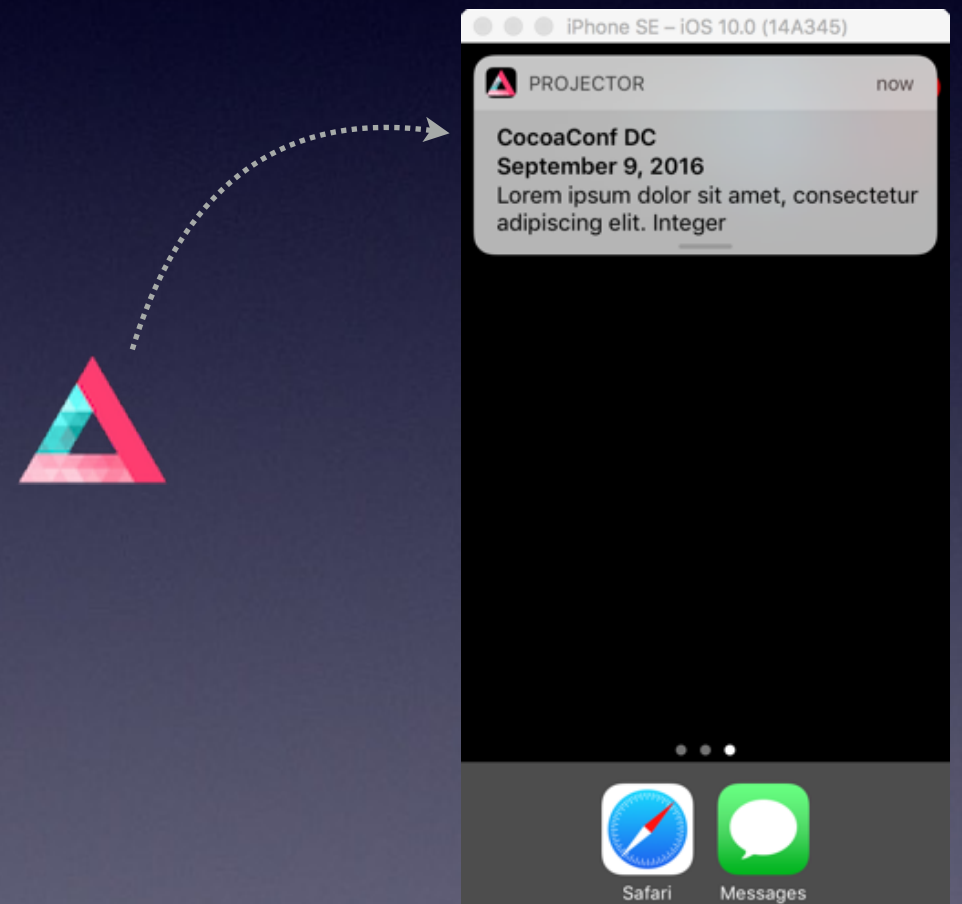 iPhone SE – iOS 10.0 (14A345)
PROJECTOR now
CocoaConf DC
September 9, 2016
Lorem ipsum dolor sit amet, consectetur
adipiscing elit. Integer
Safari Messages